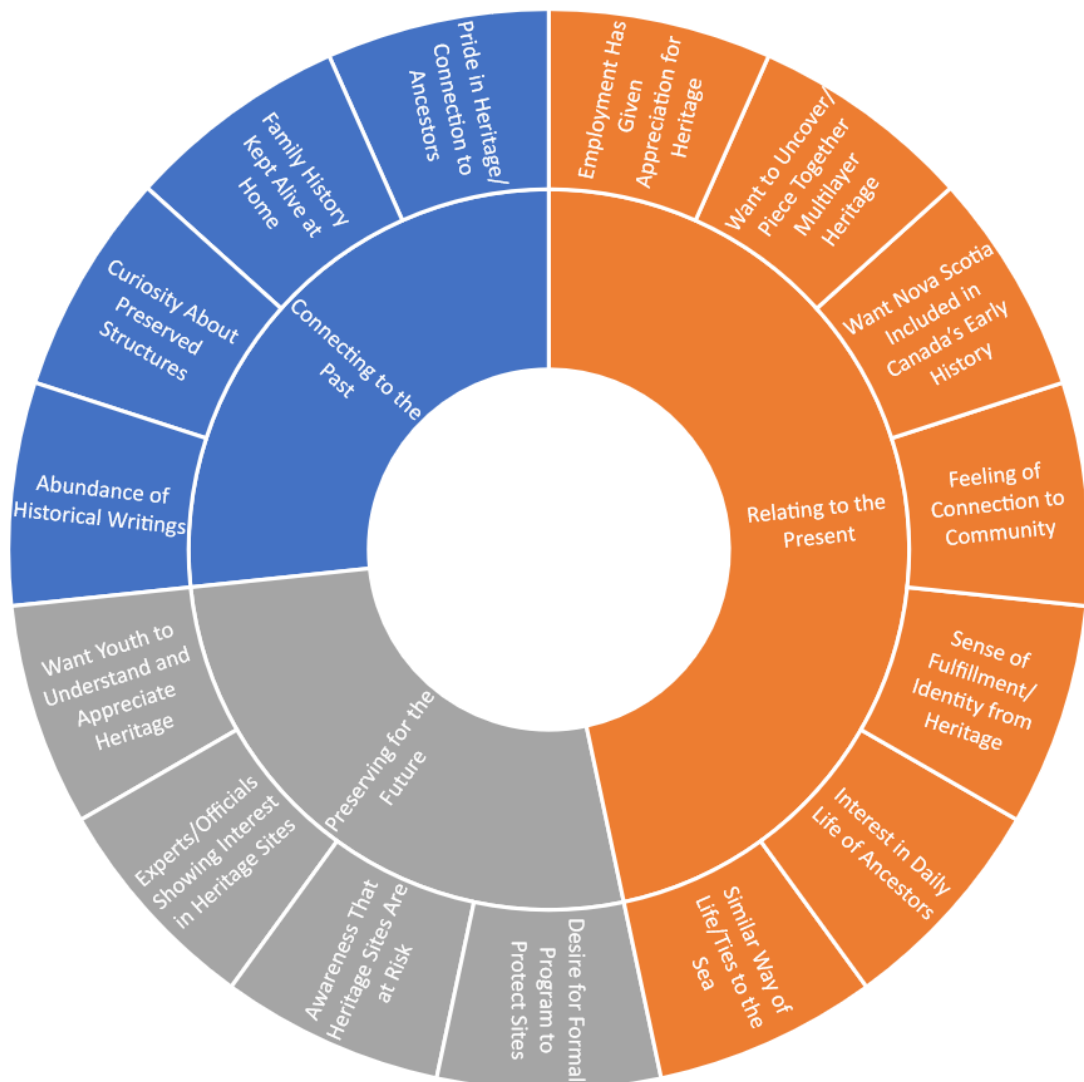 Employment Has
Given
Appreciation for
Heritage
Want to Uncover/
Piece Together
Multilayer
Heritage
Want Nova Scotia
Included in
Canada's Early
History
Feeling of
Connection to
Community
Sense of
Fulfillment/
Identity from
Heritage
Interest in Daily
Life of Ancestors
Similar Way of
Life/Ties to the
Sea
Relating to the
Present
Desire for Formal
Program to
Protect Sites
Awareness That
Heritage Sites Are
at Risk
Experts/Officials
Showing Interest
in Heritage Sites
Want Youth to
Understand and
Appreciate
Heritage
Preserving for the
Future
Abundance of
Historical Writings
Curiosity About
Preserved
Structures
Family History
Kept Alive at
Home
Pride in Heritage/
Connection to
Ancestors
Connecting to the
Past